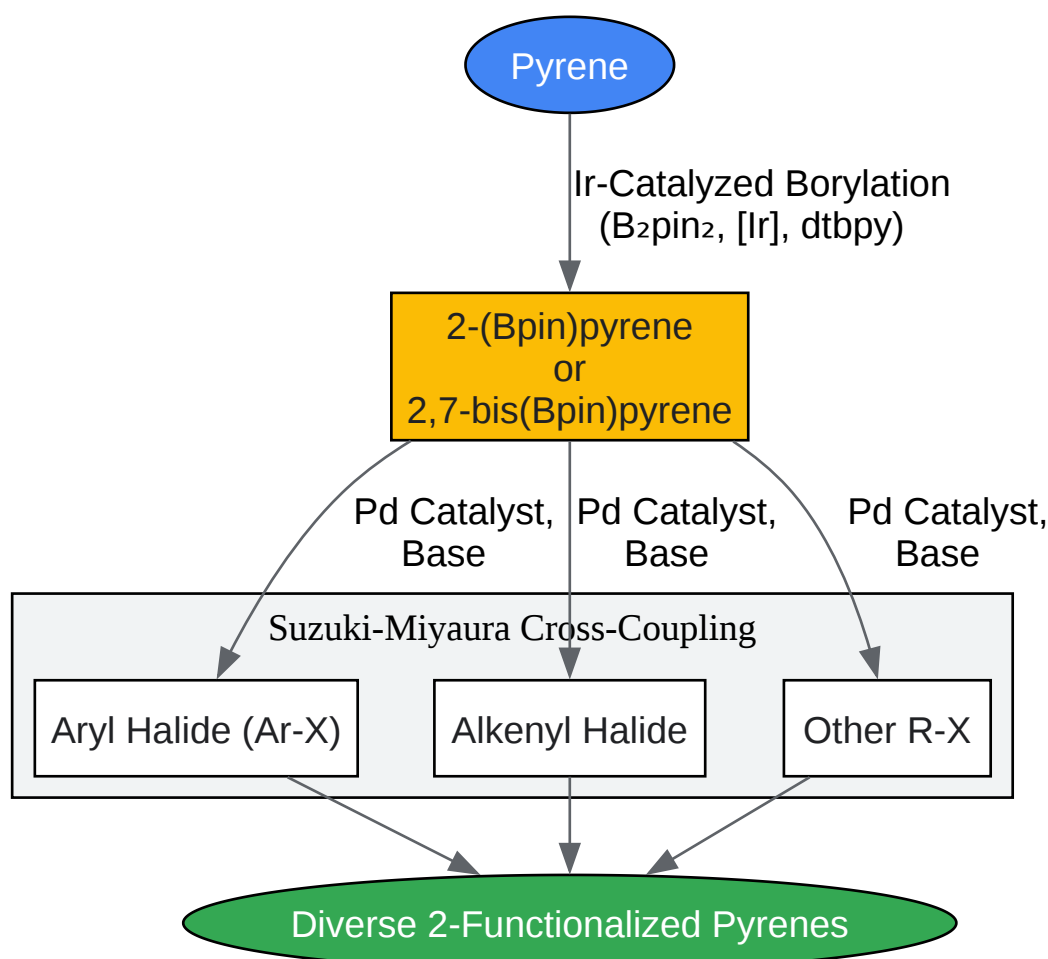 Pyrene
Ir-Catalyzed Borylation
(B₂pin₂, [Ir], dtbpy)
2-(Bpin)pyrene
or
2,7-bis(Bpin)pyrene
Pd Catalyst,
Base
Pd Catalyst,
Base
Pd Catalyst,
Base
Suzuki-Miyaura Cross-Coupling
Aryl Halide (Ar-X)
Alkenyl Halide
Other R-X
Diverse 2-Functionalized Pyrenes